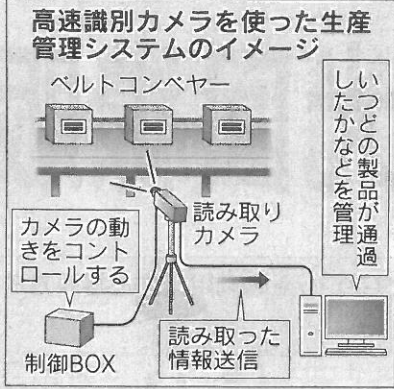 高速識別カメラを使った生産
管理システムのイメージ
ベルトコンベヤー
いつどの製品が通過
したかなどを管理
読み取り
カメラ
カメラの動
きをコント
ロールする
読み取った
情報送信
制御BOX